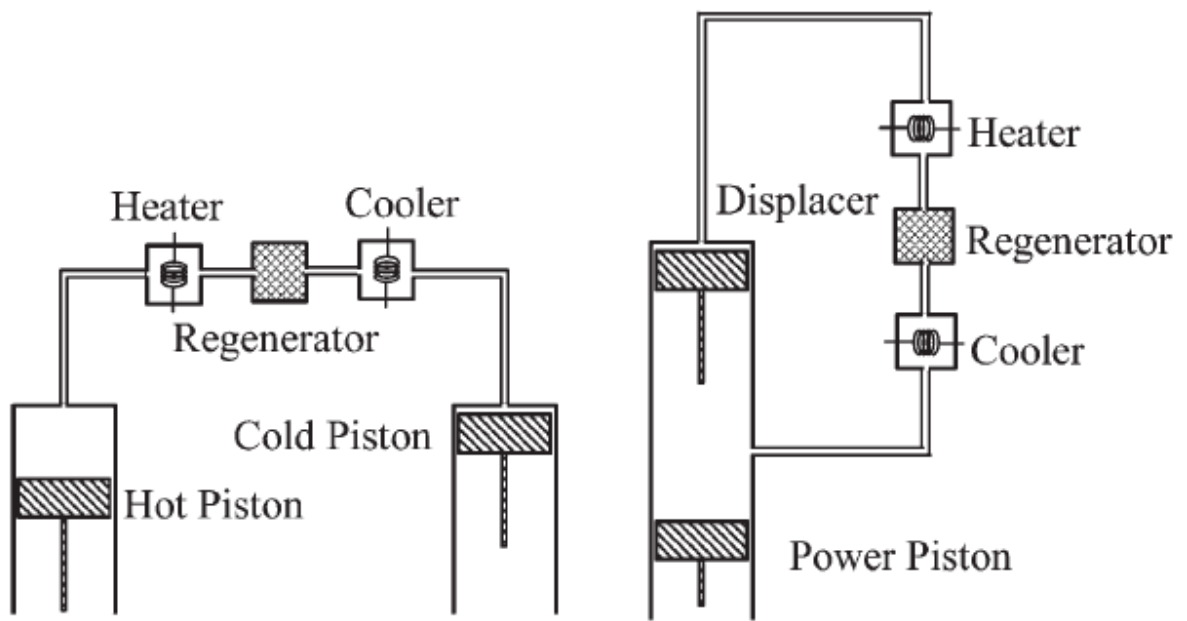 Heater
Cooler
Regenerator
Cold Piston
Hot Piston
Heater
Displacer
Regenerator
Cooler
Power Piston